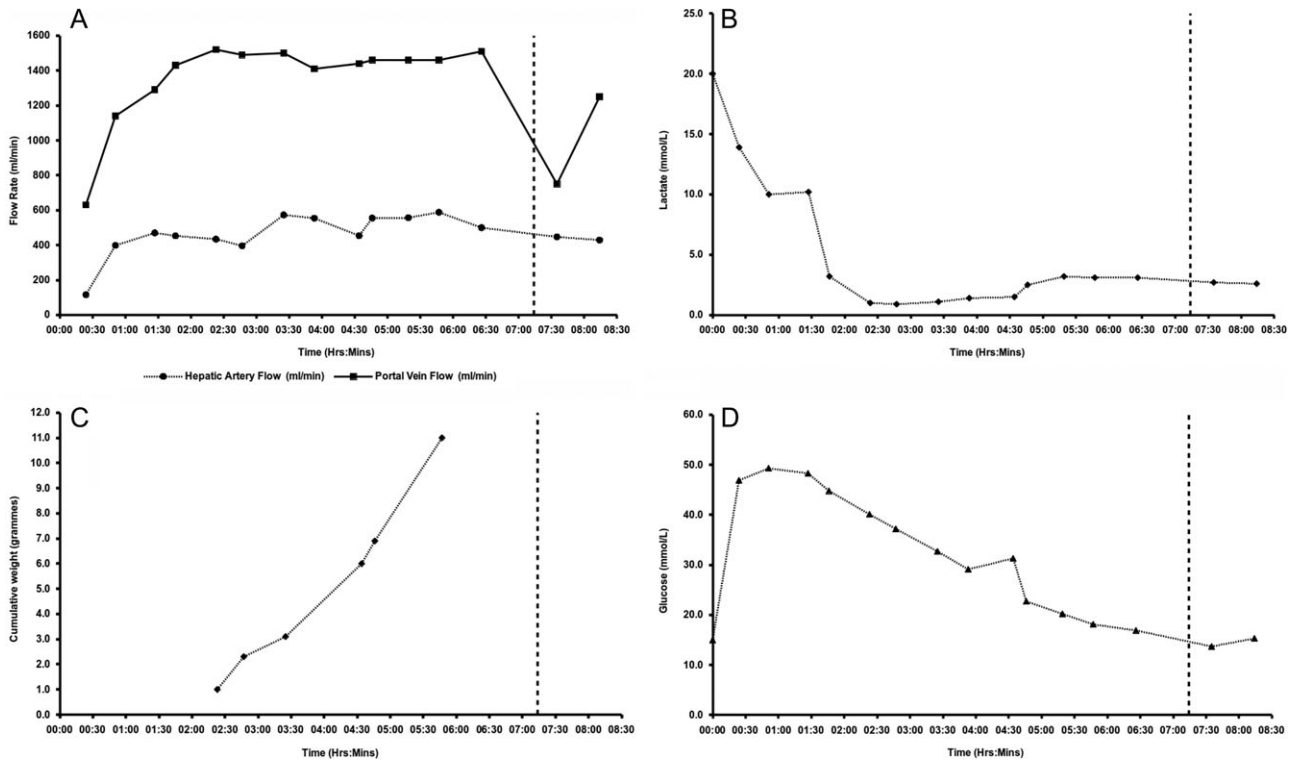 A
1600
1400
1200
1000
800
600
400
200
0
Flow Rate (ml/min)
00:00 00:30 01:00 01:30 02:00 02:30 03:00 03:30 04:00 04:30 05:00 05:30 06:00 06:30 07:00 07:30 08:00 08:30
Time (Hrs:Mins)
Hepatic Artery Flow (ml/min) Portal Vein Flow (ml/min)
B
25.0
20.0
15.0
10.0
5.0
0.0
Lactate (mmol/L)
00:00 00:30 01:00 01:30 02:00 02:30 03:00 03:30 04:00 04:30 05:00 05:30 06:00 06:30 07:00 07:30 08:00 08:30
Time (Hrs:Mins)
C
12.0
11.0
10.0
9.0
8.0
7.0
6.0
5.0
4.0
3.0
2.0
1.0
0.0
Cumulative weight (grammes)
00:00 00:30 01:00 01:30 02:00 02:30 03:00 03:30 04:00 04:30 05:00 05:30 06:00 06:30 07:00 07:30 08:00 08:30
Time (Hrs:Mins)
D
60.0
50.0
40.0
30.0
20.0
10.0
0.0
Glucose (mmol/L)
00:00 00:30 01:00 01:30 02:00 02:30 03:00 03:30 04:00 04:30 05:00 05:30 06:00 06:30 07:00 07:30 08:00 08:30
Time (Hrs:Mins)